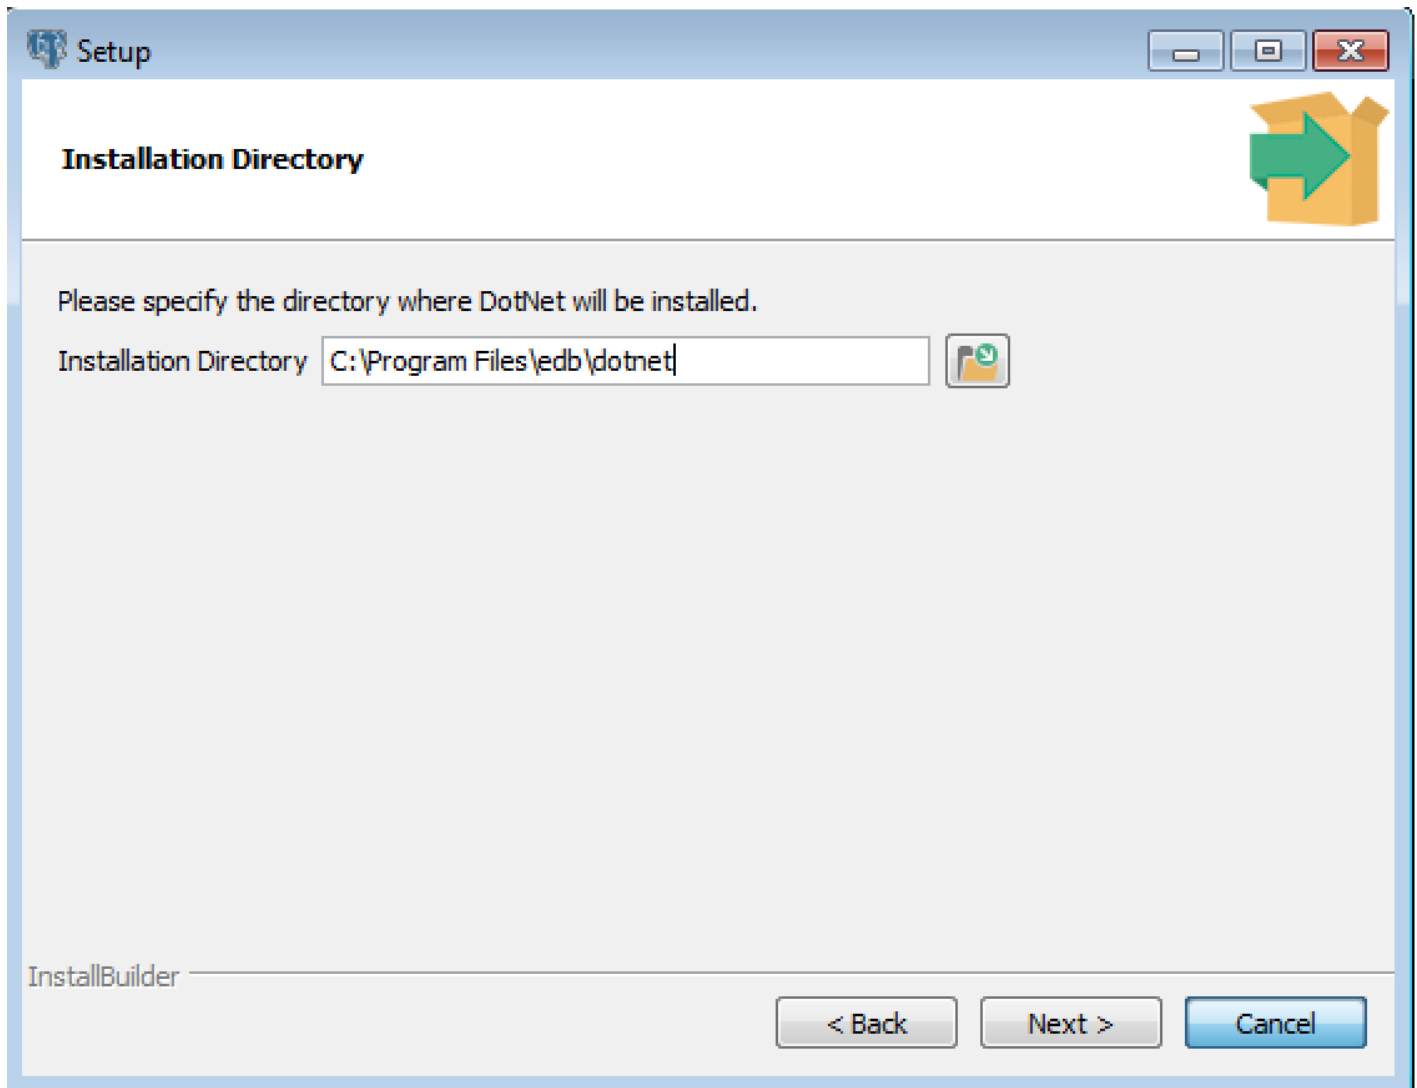 Setup
Installation Directory
Please specify the directory where DotNet will be installed.
Installation Directory C:\Program Files\edb\dotnet
InstallBuilder
< Back Next > Cancel